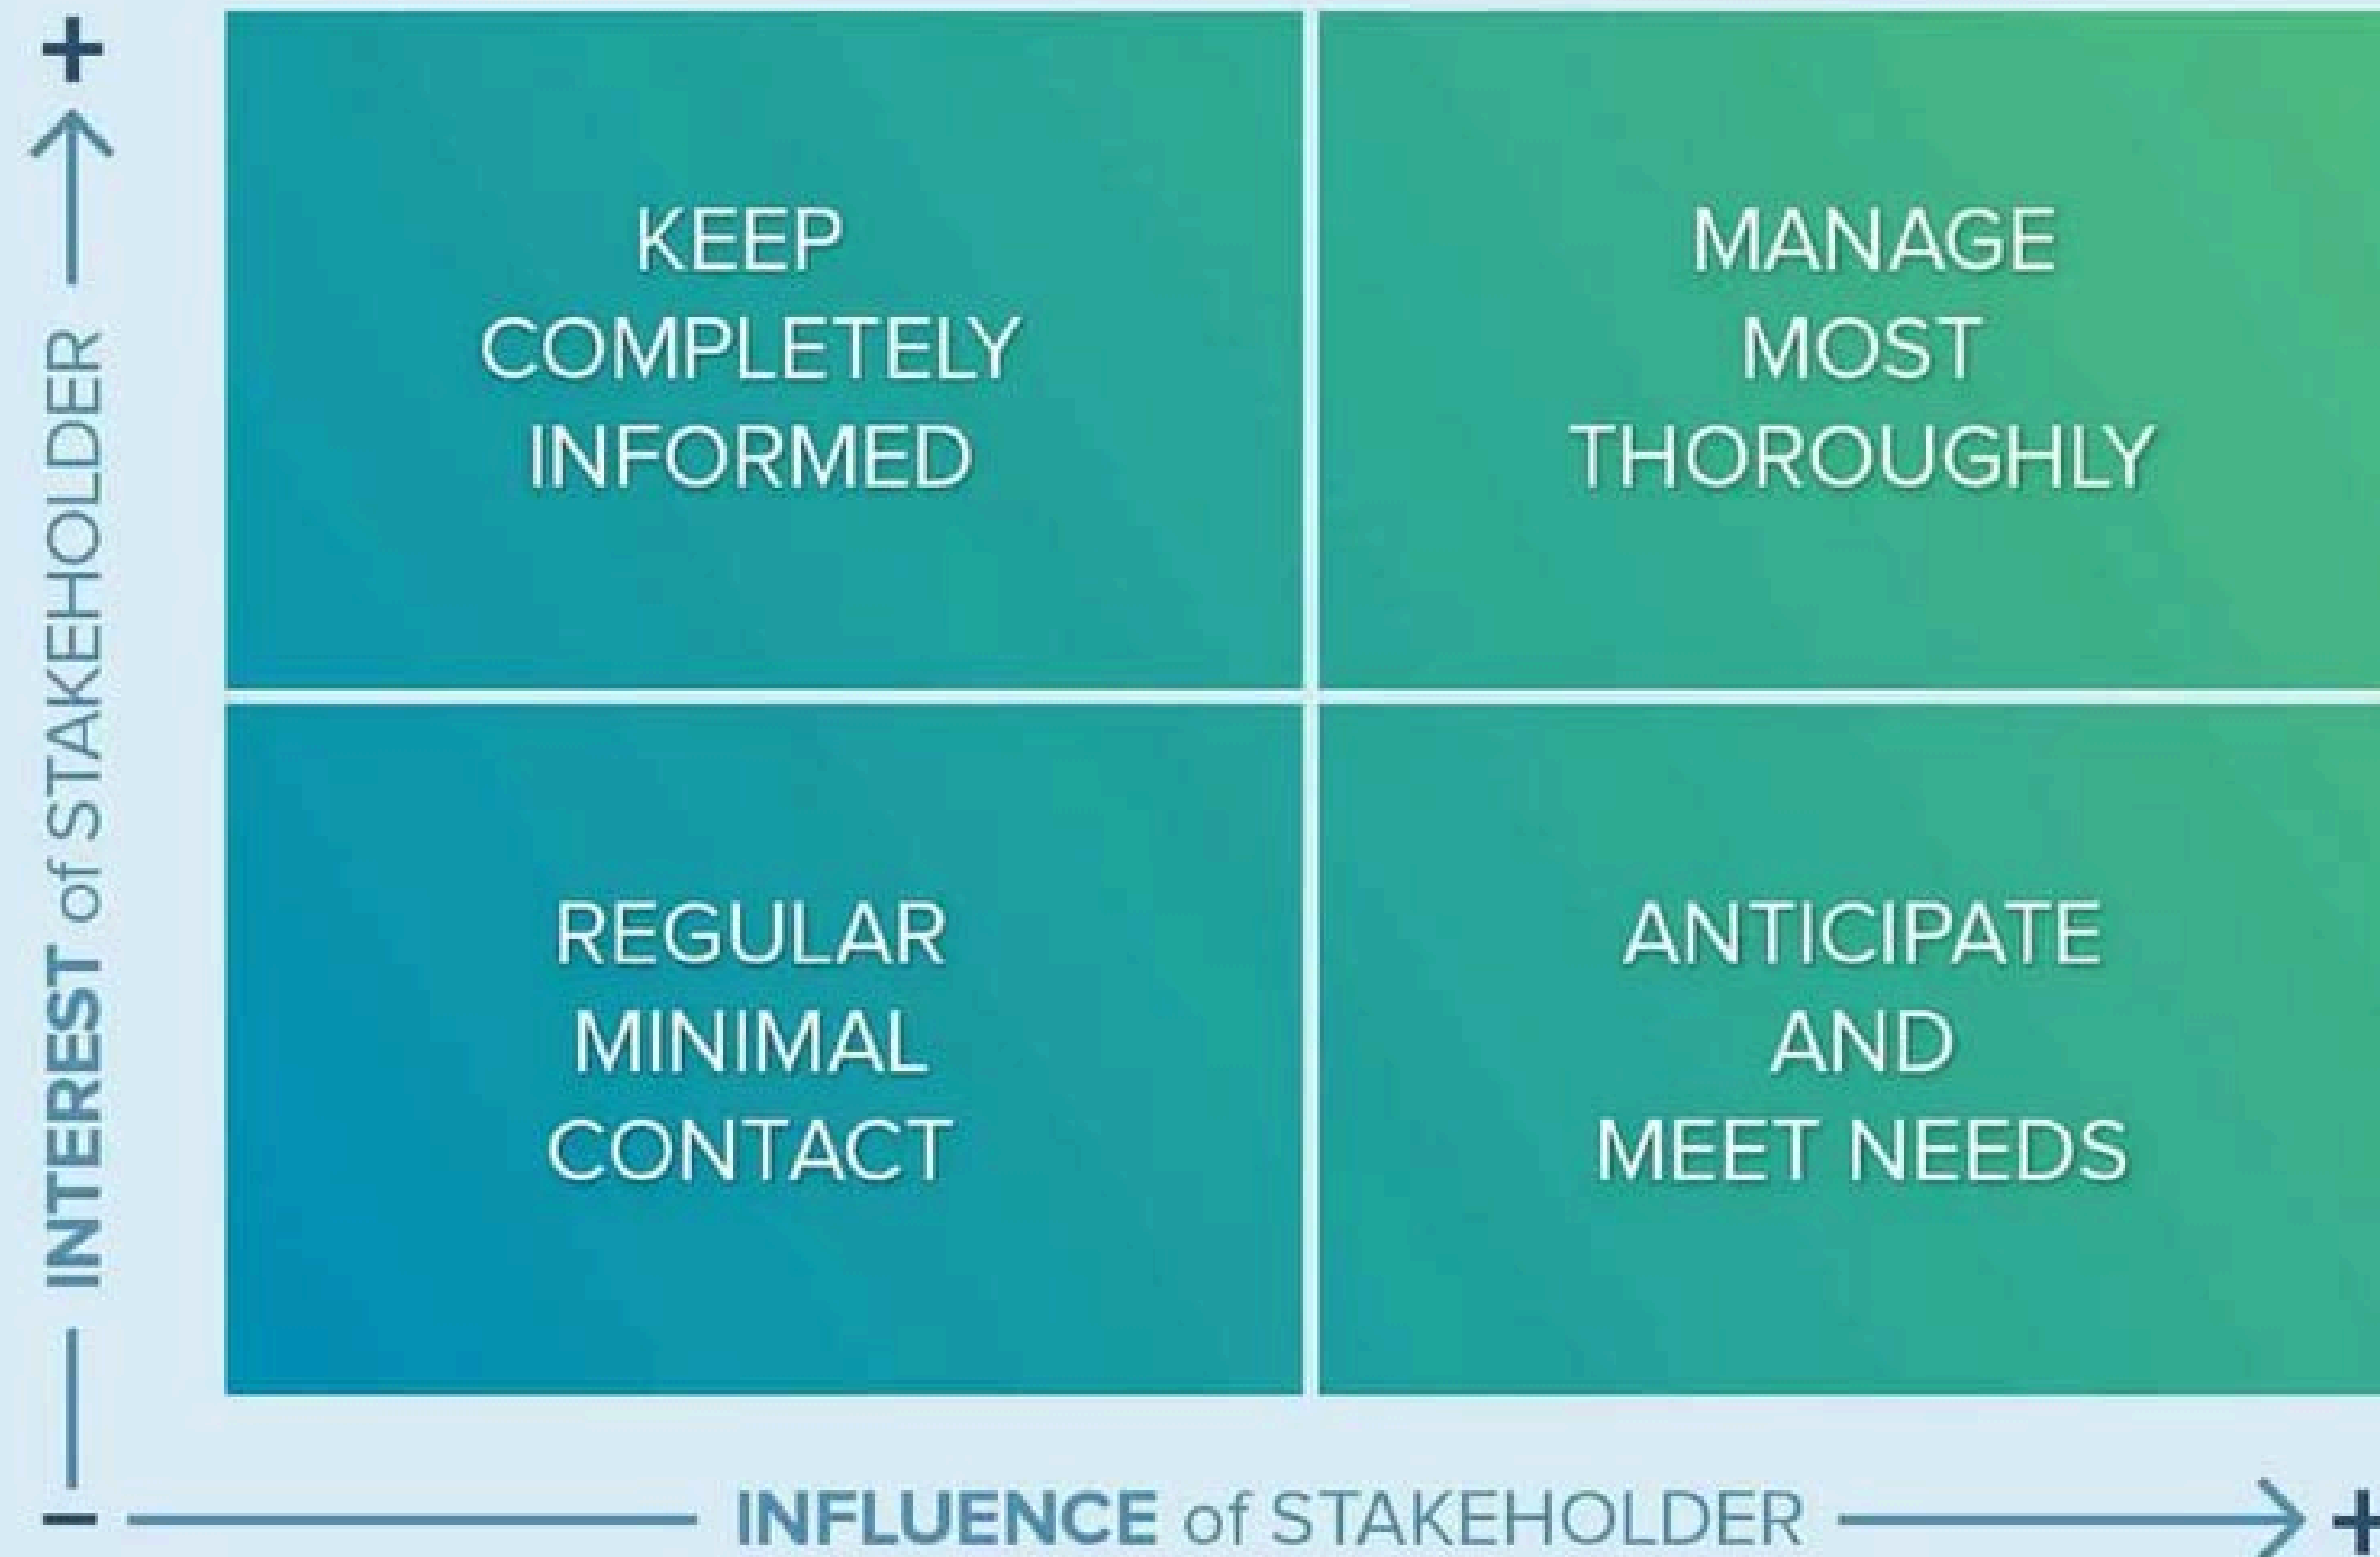 +
INTEREST of STAKEHOLDER
KEEP
COMPLETELY
INFORMED
MANAGE
MOST
THOROUGHLY
REGULAR
MINIMAL
CONTACT
ANTICIPATE
AND
MEET NEEDS
–
INFLUENCE of STAKEHOLDER
+